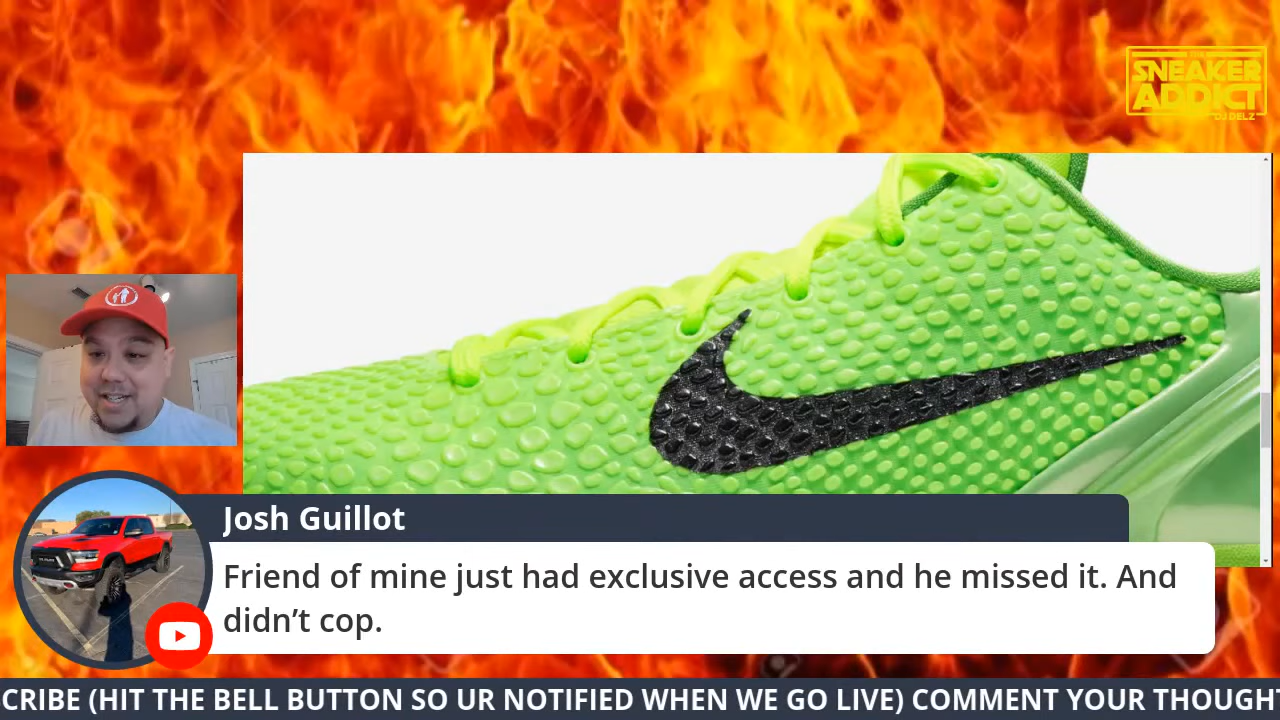 THE
SNEAKER
ADDICT
DJ DELZ
Josh Guillot
Friend of mine just had exclusive access and he missed it. And
didn’t cop.
CRIBE (HIT THE BELL BUTTON SO UR NOTIFIED WHEN WE GO LIVE) COMMENT YOUR THOUGHT